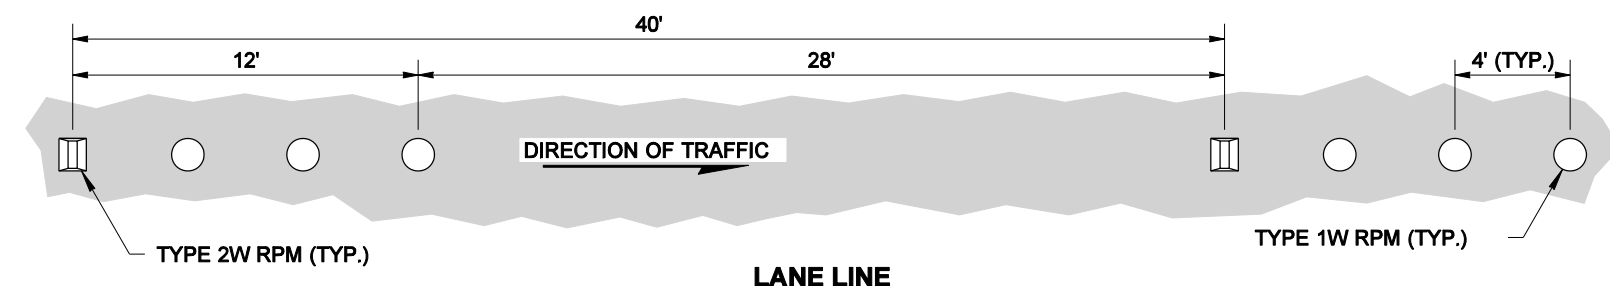 40'
12'
28'
4' (TYP.)
DIRECTION OF TRAFFIC
TYPE 2W RPM (TYP.)
TYPE 1W RPM (TYP.)
LANE LINE